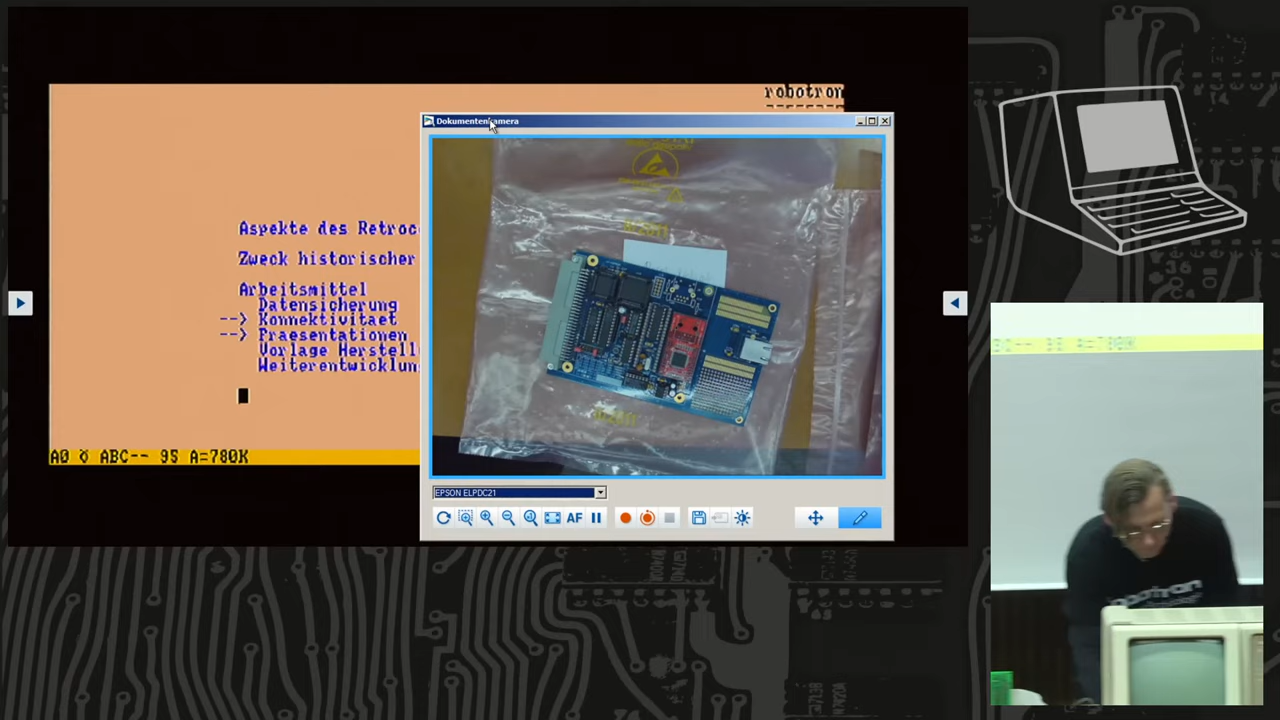 robotron
Dokumentenkamera
Aspekte des Retroc
Zweck historischer
Arbeitsmittel
Datensicherung
--> Konnektivitaet
--> Praesentationen
Vorlage Herstell
Weiterentwicklun
A0 ABC-- 95 A=780K
EPSON ELPDC21
AF
robotron